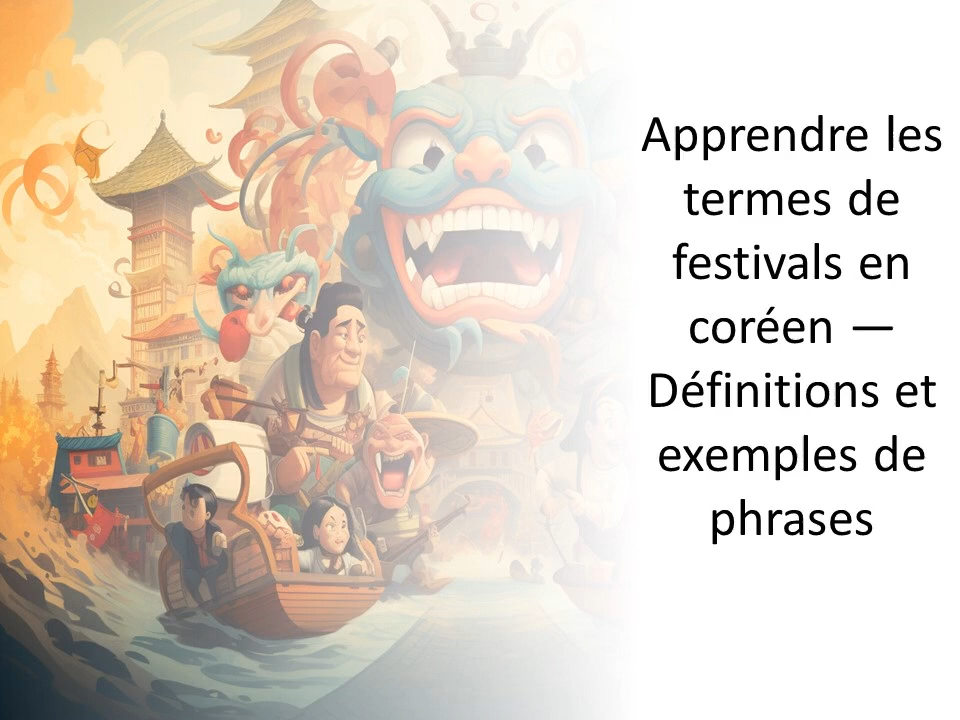 Apprendre les
termes de
festivals en
coréen —
Définitions et
exemples de
phrases